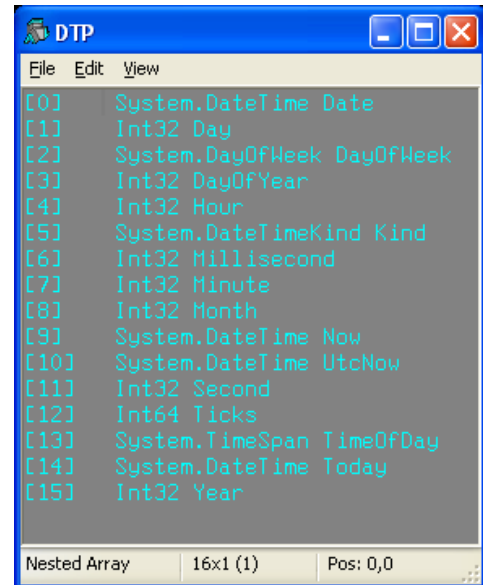 DTP
File Edit View
[0] System.DateTime Date
[1] Int32 Day
[2] System.DayOfWeek DayOfWeek
[3] Int32 DayOfYear
[4] Int32 Hour
[5] System.DateTimeKind Kind
[6] Int32 Millisecond
[7] Int32 Minute
[8] Int32 Month
[9] System.DateTime Now
[10] System.DateTime UtcNow
[11] Int32 Second
[12] Int64 Ticks
[13] System.TimeSpan TimeOfDay
[14] System.DateTime Today
[15] Int32 Year
Nested Array 16x1 (1) Pos: 0,0